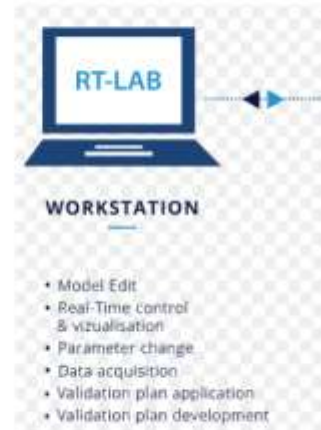 RT-LAB
WORKSTATION
• Model Edit
• Real-Time control
& vizualisation
• Parameter change
• Data acquisition
• Validation plan application
• Validation plan development